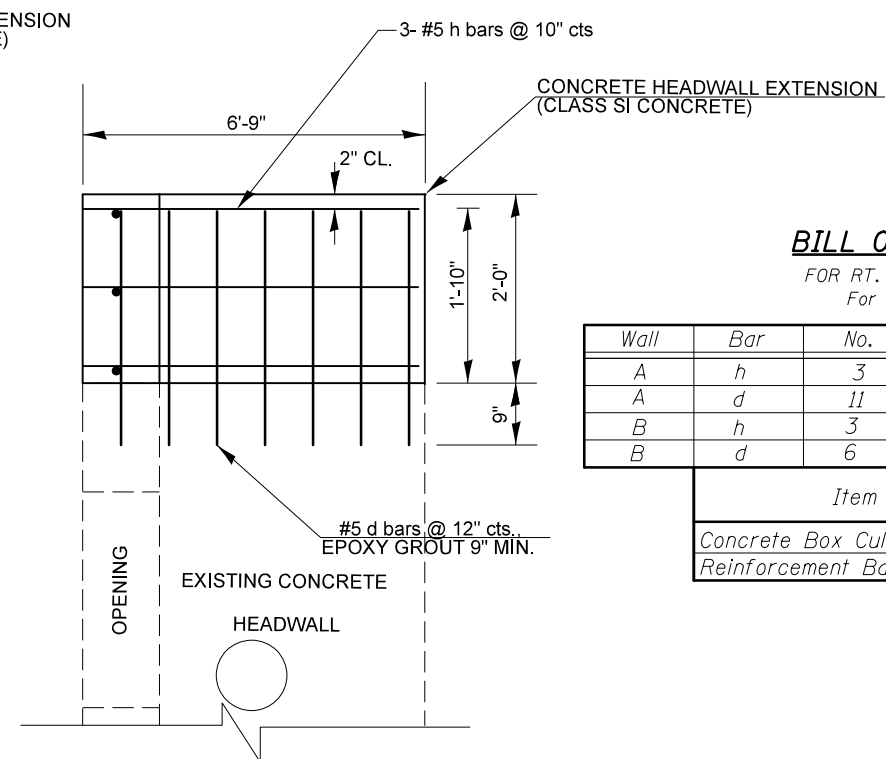 ENSION
E)
3- #5 h bars @ 10" cts
CONCRETE HEADWALL EXTENSION
(CLASS SI CONCRETE)
6'-9"
2" CL.
1'-10"
2'-0"
9"
#5 d bars @ 12" cts.,
EPOXY GROUT 9" MIN.
OPENING
EXISTING CONCRETE
HEADWALL
BILL O
FOR RT.
For
Wall Bar No.
A h 3
A d 11
B h 3
B d 6
Item
Concrete Box Cul
Reinforcement Ba